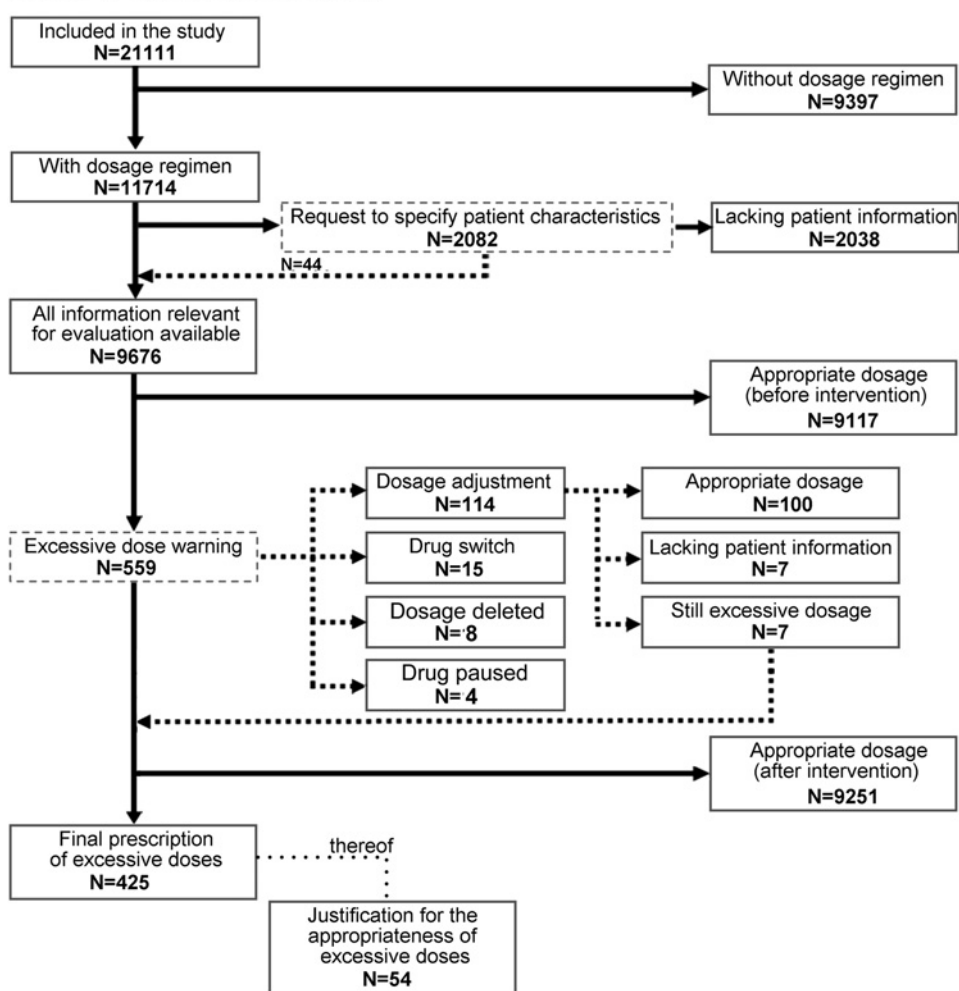 Included in the study
N=21111
Without dosage regimen
N=9397
With dosage regimen
N=11714
Request to specify patient characteristics
N=2082
Lacking patient information
N=2038
N=44
All information relevant
for evaluation available
N=9676
Appropriate dosage
(before intervention)
N=9117
Excessive dose warning
N=559
Dosage adjustment
N=114
Appropriate dosage
N=100
Drug switch
N=15
Lacking patient information
N=7
Dosage deleted
N= 8
Still excessive dosage
N=7
Drug paused
N= 4
Appropriate dosage
(after intervention)
N=9251
Final prescription
of excessive doses
N=425
thereof
Justification for the
appropriateness of
excessive doses
N=54